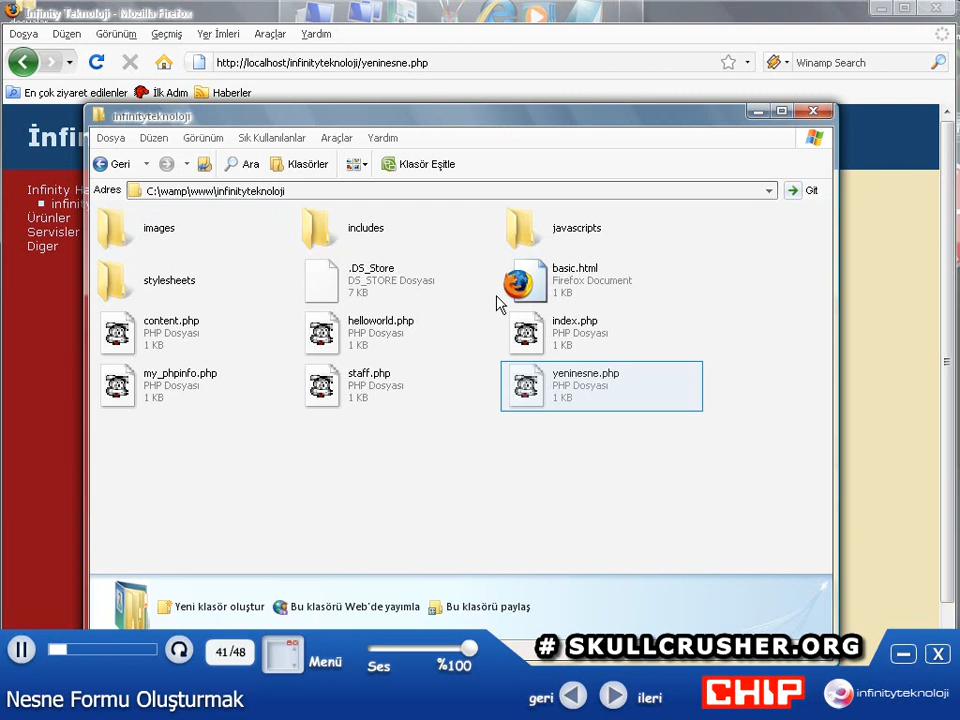 Infinity Teknoloji - Mozilla Firefox
Dosya Düzen Görünüm Geçmiş Yer İmleri Araçlar Yardım
http://localhost/infinityteknoloji/yeninesne.php
Winamp Search
En çok ziyaret edilenler İlk Adım Haberler
İnfi
Infinity Ha
infinity
Ürünler
Servisler
Diger
infinityteknoloji
Dosya Düzen Görünüm Sık Kullanılanlar Araçlar Yardım
Geri Ara Klasörler Klasör Eşitle
Adres C:\wamp\www\infinityteknoloji Git
images
includes
javascripts
stylesheets
.DS_Store
DS_STORE Dosyası
7 KB
basic.html
Firefox Document
1 KB
content.php
PHP Dosyası
1 KB
helloworld.php
PHP Dosyası
1 KB
index.php
PHP Dosyası
1 KB
my_phpinfo.php
PHP Dosyası
1 KB
staff.php
PHP Dosyası
1 KB
yeninesne.php
PHP Dosyası
1 KB
Yeni klasör oluştur Bu klasörü Web'de yayımla Bu klasörü paylaş
41/48
Menü
Ses %100
# SKULLCRUSHER.ORG
Nesne Formu Oluşturmak
geri ileri
CHIP
infinityteknoloji